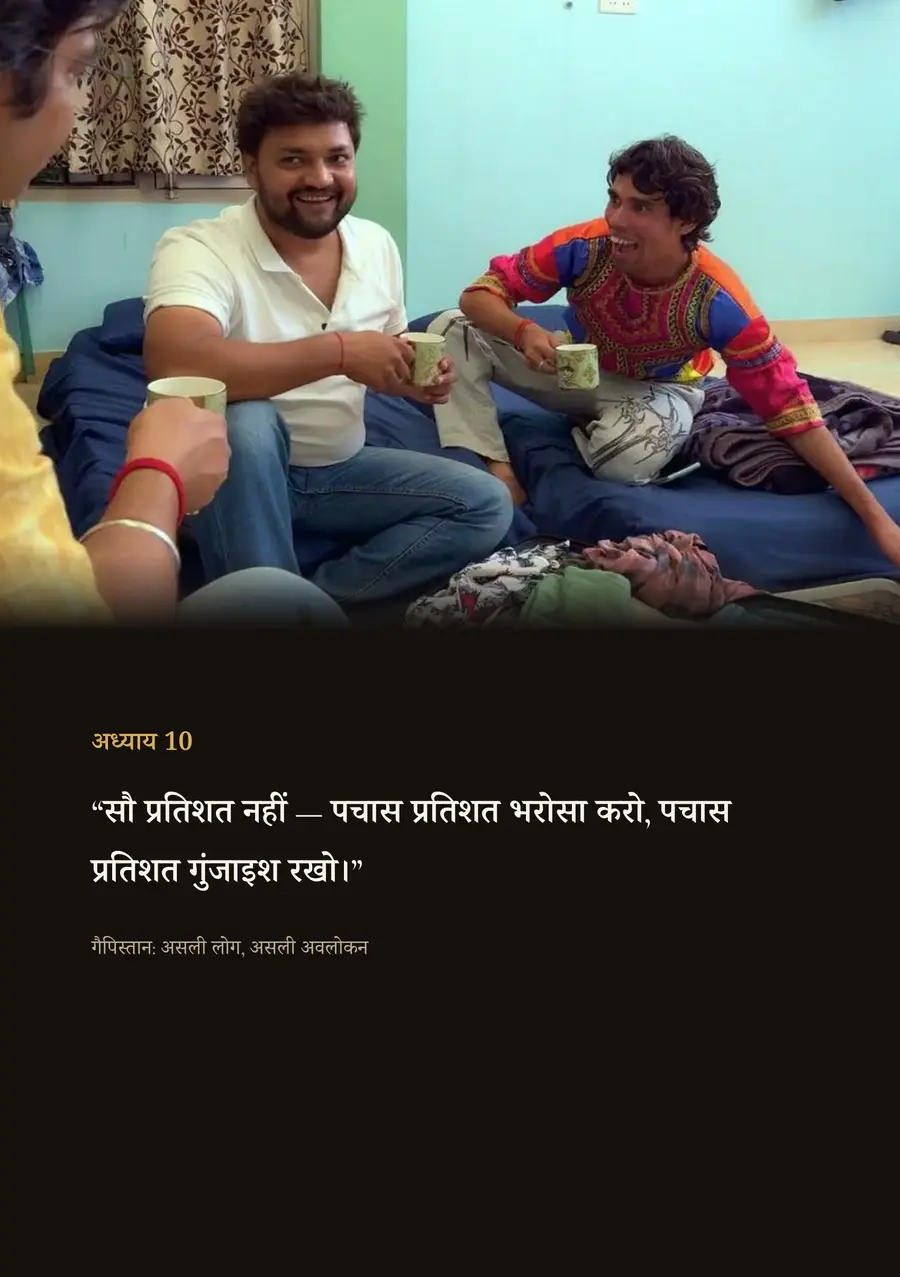 अध्याय 10
“सौ प्रतिशत नहीं — पचास प्रतिशत भरोसा करो, पचास
प्रतिशत गुंजाइश रखो।”
गैपिस्तान: असली लोग, असली अवलोकन